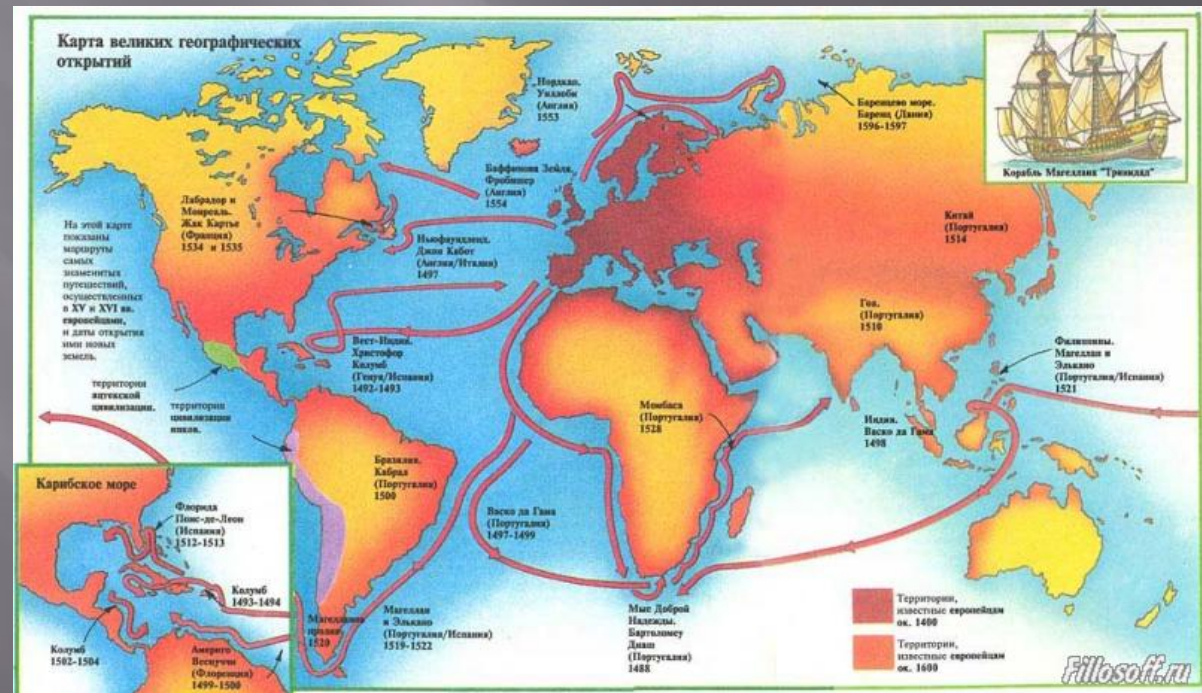 Карта великих географических
открытий
Нордкап.
Уиллоби
(Англия)
1553
Баренцево море.
Баренц (Дания)
1596-1597
Корабль Магеллана "Тринидад"
Баффинова Земля.
Фробишер
(Англия)
1554
Лабрадор и
Монреаль.
Жак Картье
(Франция)
1534 и 1535
Китай
(Португалия)
1514
На этой карте
показаны
маршруты
самых
знаменитых
путешествий,
осуществленных
в XV и XVI вв.
европейцами,
и даты открытия
ими новых
земель.
Ньюфаундленд.
Джон Кабот
(Англия/Италия)
1497
Гоа.
(Португалия)
1510
Вест-Индия.
Христофор
Колумб
(Генуя/Испания)
1492-1493
Филиппины.
Магеллан и
Элькано
(Португалия/Испания)
1521
территория
ацтекской
цивилизации.
территория
цивилизации
инков.
Момбаса
(Португалия)
1528
Индия.
Васко да Гама
1498
Бразилия.
Кабрал
(Португалия)
1500
Карибское море
Флорида
Понс-де-Леон
(Испания)
1512-1513
Васко да Гама
(Португалия)
1497-1499
Колумб
1493-1494
Магелланов
пролив
1520
Магеллан
и Элькано
(Португалия/Испания)
1519-1522
Мыс Доброй
Надежды.
Бартоломеу
Диаш
(Португалия)
1488
Территории,
известные европейцам
ок. 1400
Территории,
известные европейцам
ок. 1600
Колумб
1502-1504
Америго
Веспуччи
(Флоренция)
1499-1500
Fillosoff.ru